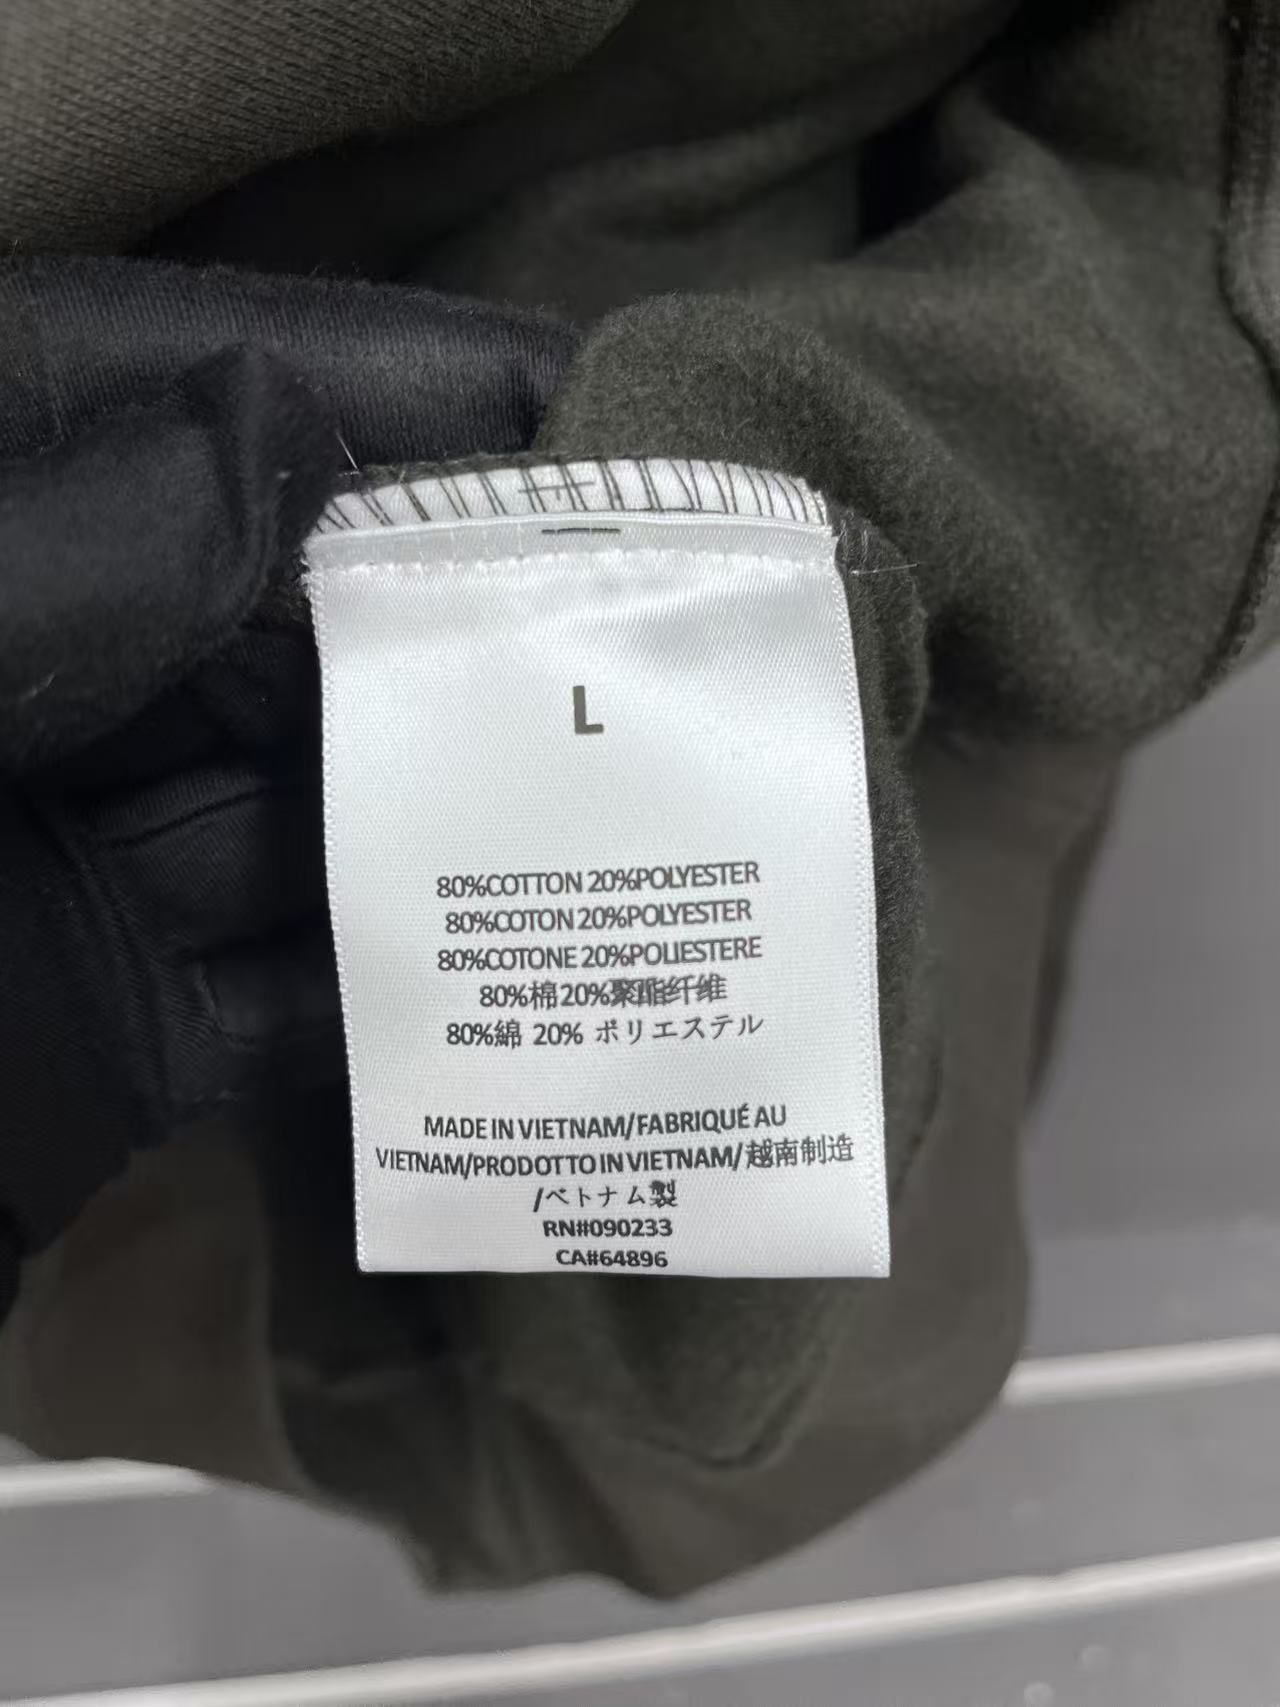 L
80%COTTON 20%POLYESTER
80%COTON 20%POLYESTER
80%COTONE 20%POLIESTERE
80%棉20%聚酯纤维
80%綿 20% ポリエステル
MADE IN VIETNAM/FABRIQUÉ AU
VIETNAM/PRODOTTO IN VIETNAM/越南制造
/ベトナム製
RN#090233
CA#64896